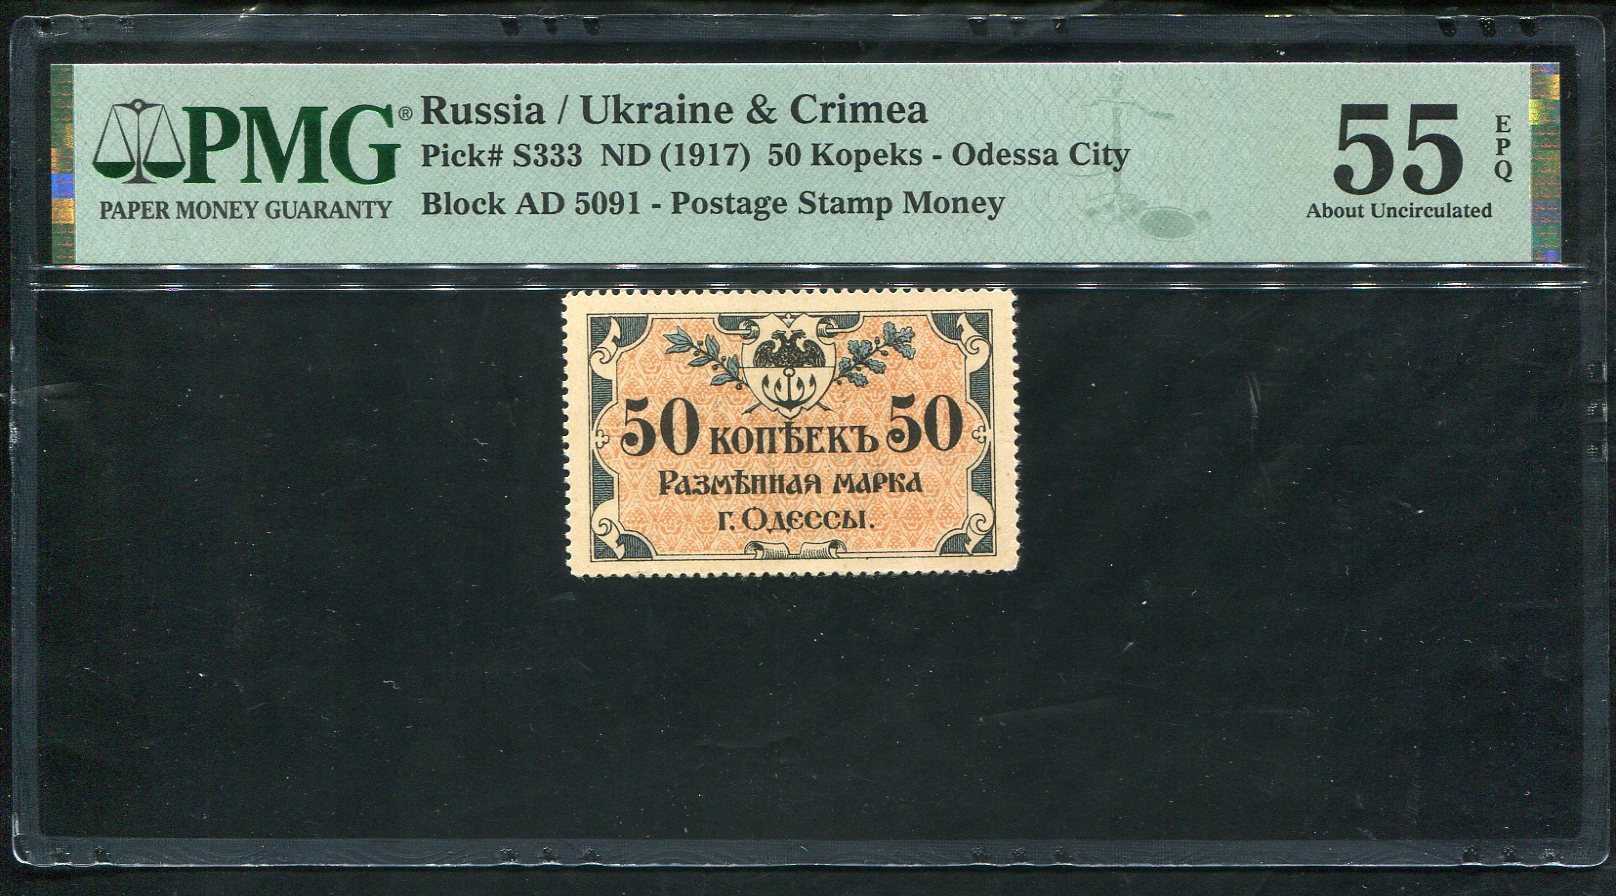 PMG®
PAPER MONEY GUARANTY
Russia / Ukraine & Crimea
Pick# S333 ND (1917) 50 Kopeks - Odessa City
Block AD 5091 - Postage Stamp Money
55
EPQ
About Uncirculated
50 КОПѢЕКЪ 50
РАЗМѢННАЯ МАРКА
Г. ОДЕССЫ.